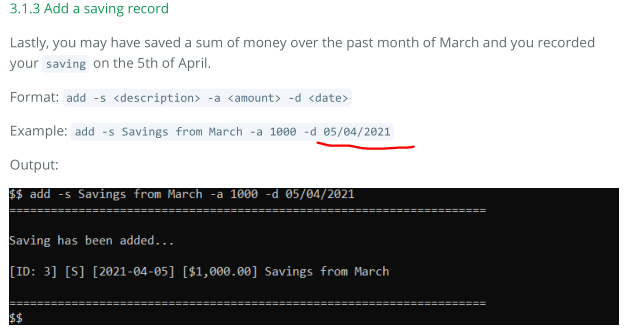 3.1.3 Add a saving record
Lastly, you may have saved a sum of money over the past month of March and you recorded
your saving on the 5th of April.
Format: add -s <description> -a <amount> -d <date>
Example: add -s Savings from March -a 1000 -d 05/04/2021
Output:
$$ add -s Savings from March -a 1000 -d 05/04/2021
======================================================================
Saving has been added...
[ID: 3] [S] [2021-04-05] [$1,000.00] Savings from March
======================================================================
$$